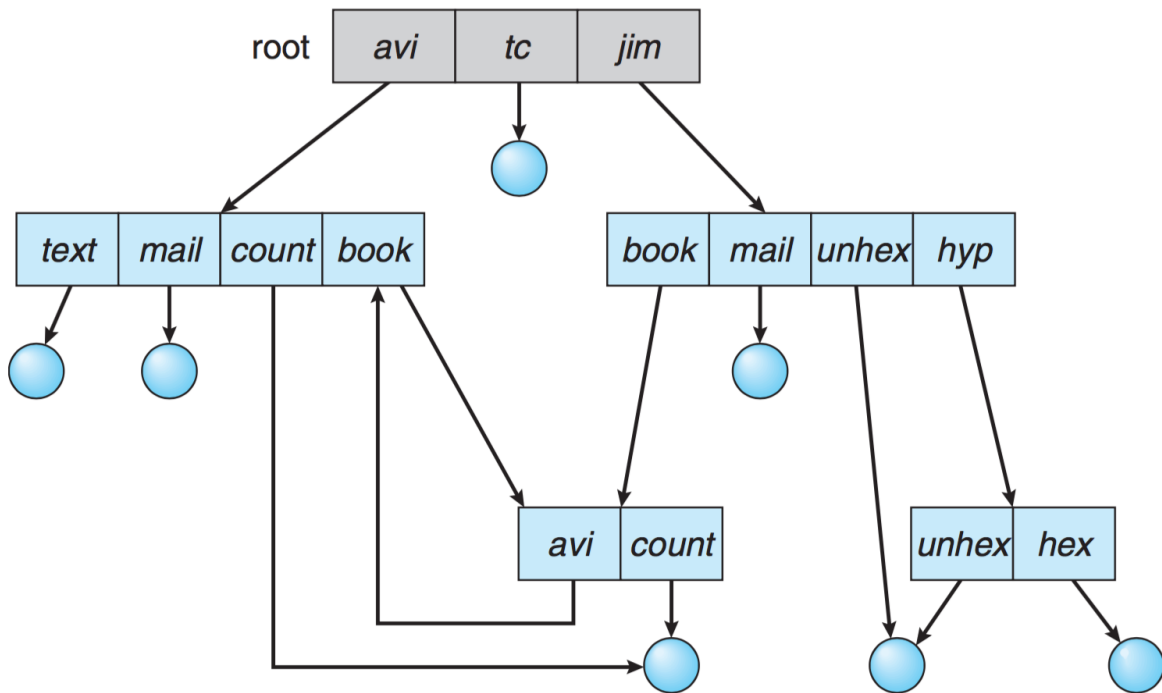 root avi tc jim
text mail count book
book mail unhex hyp
avi count
unhex hex